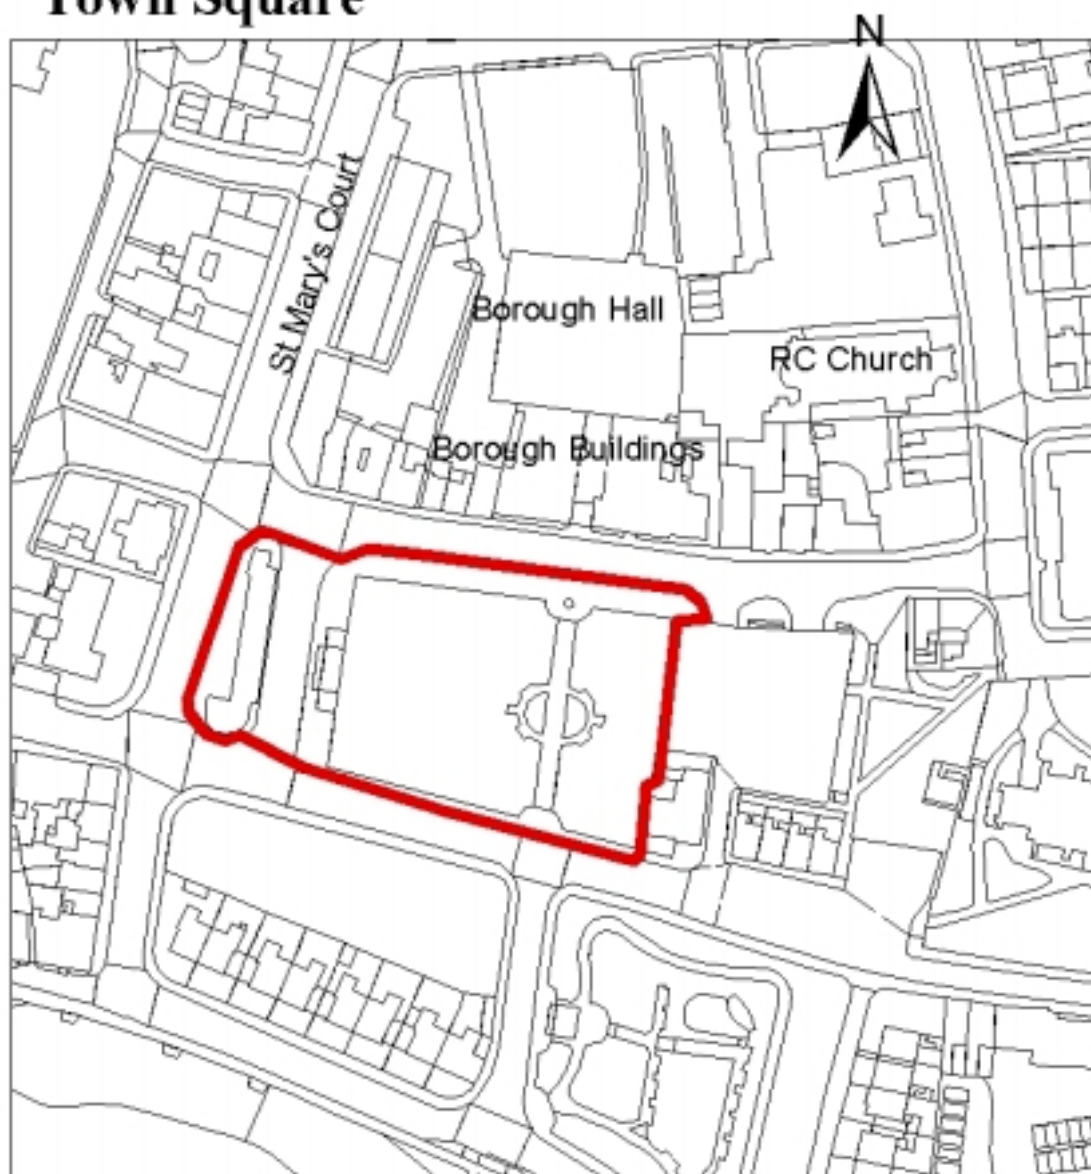 Town Square
N
St Mary's Court
Borough Hall
RC Church
Borough Buildings